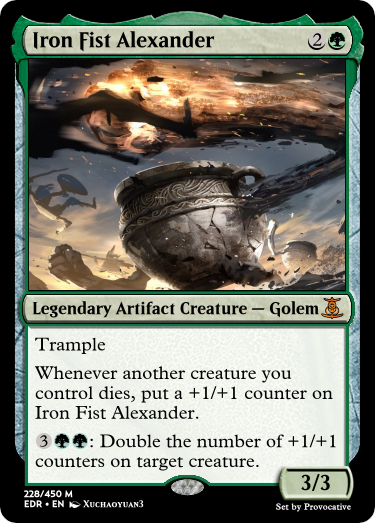 Iron Fist Alexander 2
Legendary Artifact Creature — Golem
Trample
Whenever another creature you
control dies, put a +1/+1 counter on
Iron Fist Alexander.
3: Double the number of +1/+1
counters on target creature.
3/3
228/450 M
EDR • EN Xuchaoyuan3
Set by Provocative